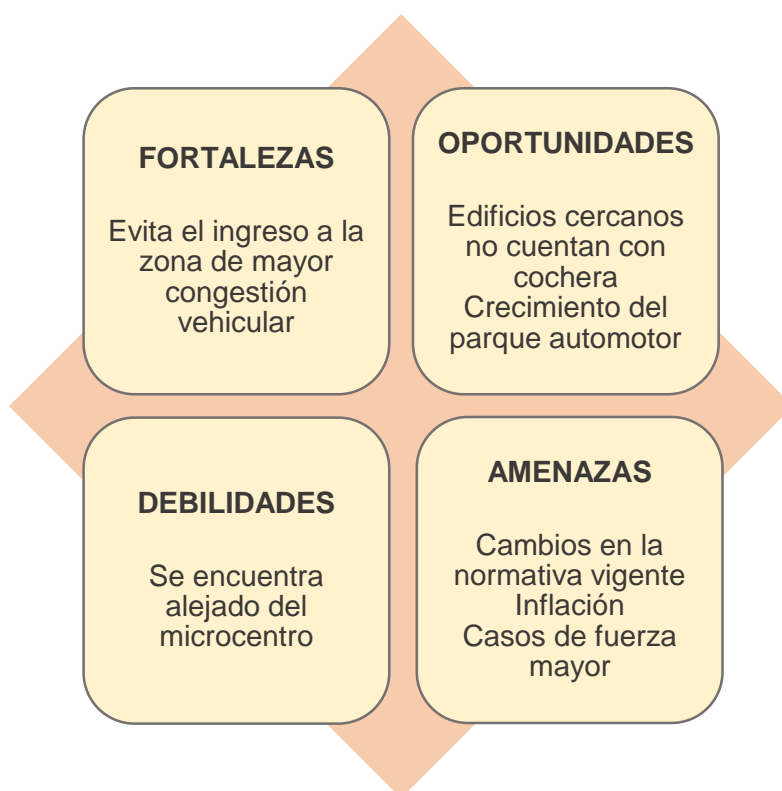 FORTALEZAS
Evita el ingreso a la
zona de mayor
congestión
vehicular
OPORTUNIDADES
Edificios cercanos
no cuentan con
cochera
Crecimiento del
parque automotor
DEBILIDADES
Se encuentra
alejado del
microcentro
AMENAZAS
Cambios en la
normativa vigente
Inflación
Casos de fuerza
mayor